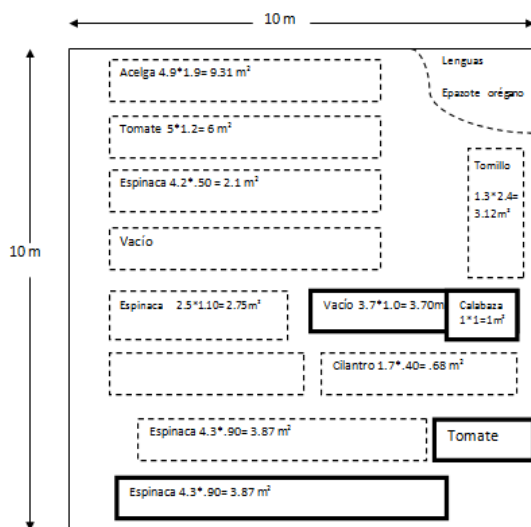 10 m
Lenguas
Acelga 4.9*1.9= 9.31 m²
Epazote orégano
Tomate 5*1.2= 6 m²
Tomillo
Espinaca 4.2*.50 = 2.1 m²
1.3*2.4=
3.12m²
Vacío
10 m
Espinaca 2.5*1.10= 2.75m²
Vacío 3.7*1.0= 3.70m
Calabaza
1*1=1m²
Cilantro 1.7*.40= .68 m²
Espinaca 4.3*.90= 3.87 m²
Tomate
Espinaca 4.3*.90= 3.87 m²